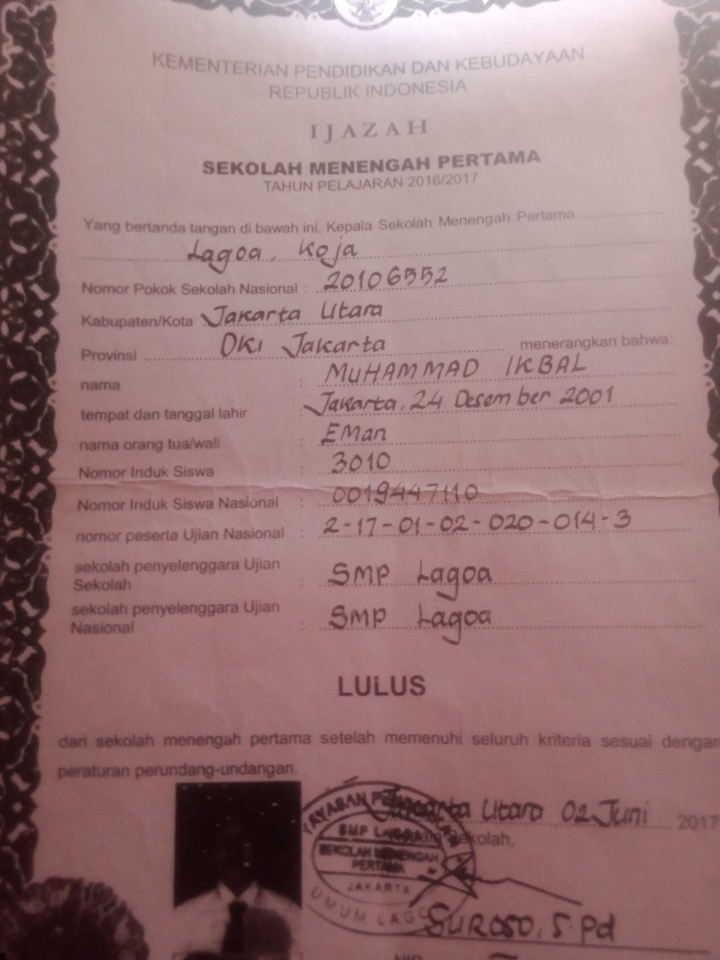 KEMENTERIAN PENDIDIKAN DAN KEBUDAYAAN
REPUBLIK INDONESIA
IJAZAH
SEKOLAH MENENGAH PERTAMA
TAHUN PELAJARAN 2016/2017
Yang bertanda tangan di bawah ini, Kepala Sekolah Menengah Pertama
Lagoa, Koja
Nomor Pokok Sekolah Nasional : 20106552
Kabupaten/Kota Jakarta Utara
Provinsi DKI Jakarta menerangkan bahwa:
nama : MUHAMMAD IKBAL
tempat dan tanggal lahir : Jakarta, 24 Desember 2001
nama orang tua/wali : EMan
Nomor Induk Siswa : 3010
Nomor Induk Siswa Nasional : 0019447110
nomor peserta Ujian Nasional : 2-17-01-02-020-014-3
sekolah penyelenggara Ujian
Sekolah : SMP Lagoa
sekolah penyelenggara Ujian
Nasional : SMP Lagoa
LULUS
dari sekolah menengah pertama setelah memenuhi seluruh kriteria sesuai dengan
peraturan perundang-undangan.
Jakarta Utara 02 Juni 2017
Sekolah,
YAYASAN
SMP LAGOA
SEKOLAH MENENGAH
PERTAMA
JAKARTA
UMUM
SUROSO, S.Pd